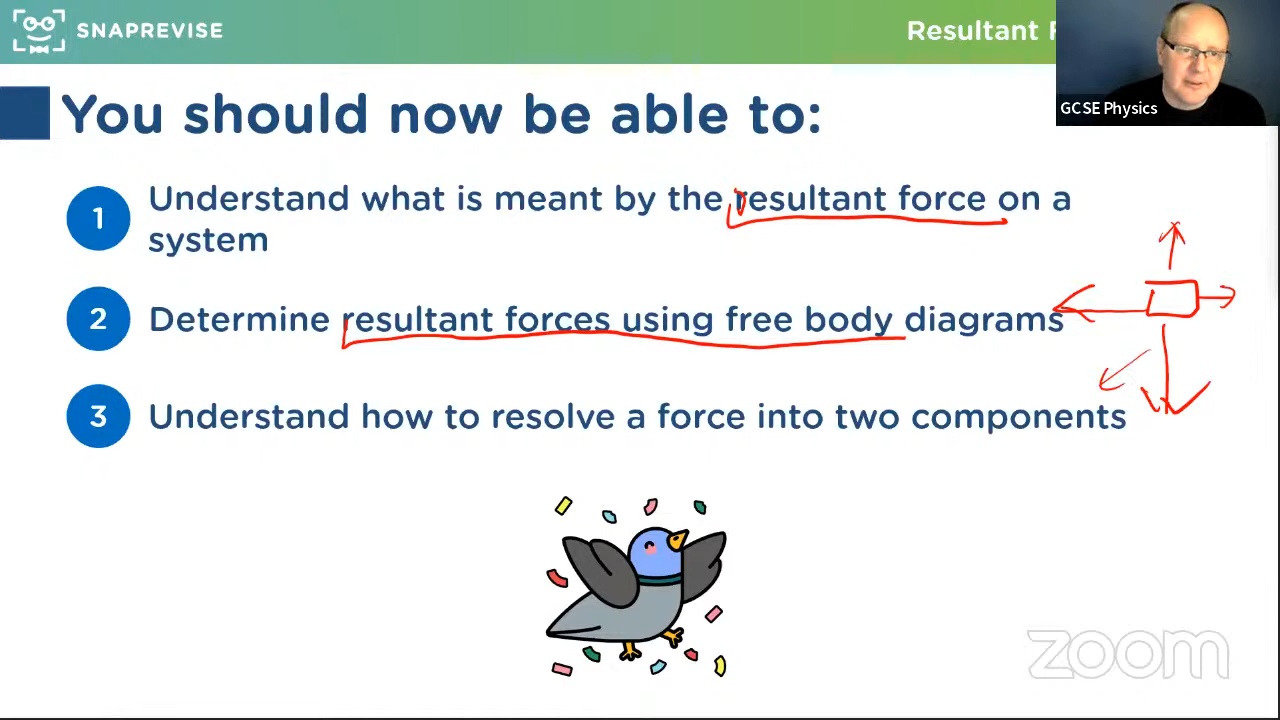 SNAPREVISE
Resultant
GCSE Physics
You should now be able to:
1
Understand what is meant by the resultant force on a
system
2
Determine resultant forces using free body diagrams
3
Understand how to resolve a force into two components
zoom